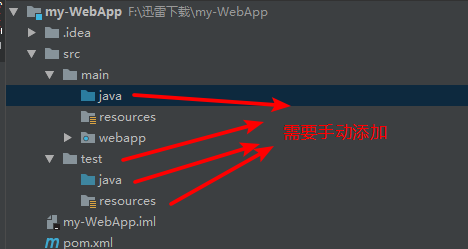 my-WebApp F:\迅雷下载\my-WebApp
.idea
src
main
java
resources
webapp
需要手动添加
test
java
resources
my-WebApp.iml
pom.xml